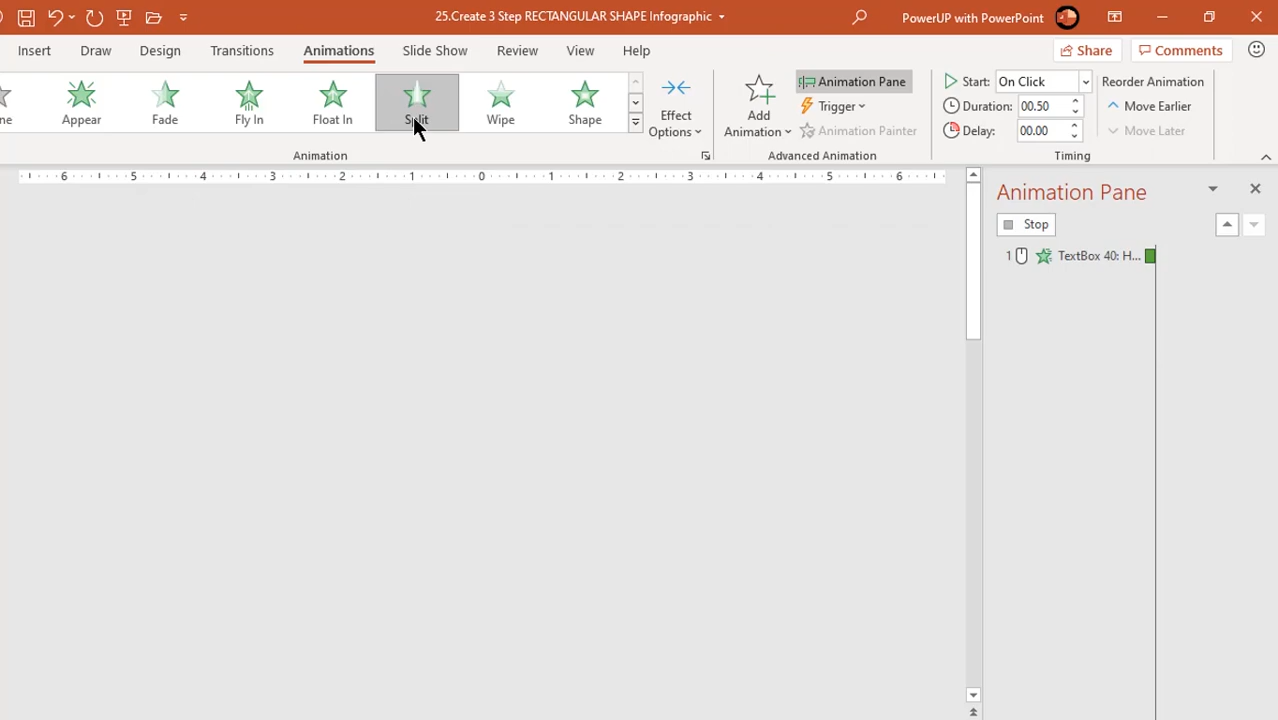 25.Create 3 Step RECTANGULAR SHAPE Infographic
PowerUP with PowerPoint
Insert Draw Design Transitions Animations Slide Show Review View Help
Share Comments
ne Appear Fade Fly In Float In Split Wipe Shape
Effect Options
Add Animation
Animation Pane
Trigger
Animation Painter
Start: On Click
Duration: 00.50
Delay: 00.00
Reorder Animation
Move Earlier
Move Later
Animation Advanced Animation Timing
6 5 4 3 2 1 0 1 2 3 4 5 6
Animation Pane
Stop
1 TextBox 40: H...